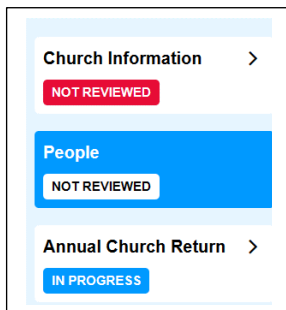 Church Information
NOT REVIEWED
People
NOT REVIEWED
Annual Church Return
IN PROGRESS